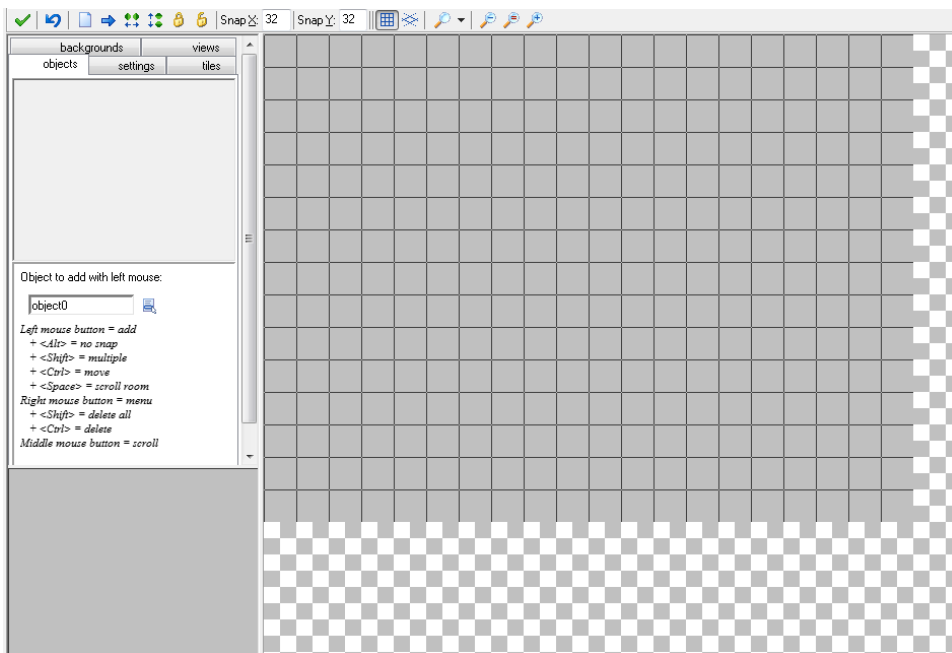 Snap X: 32 Snap Y: 32
backgrounds views
objects settings tiles
Object to add with left mouse:
object0
Left mouse button = add
+ <Alt> = no snap
+ <Shift> = multiple
+ <Ctrl> = move
+ <Space> = scroll room
Right mouse button = menu
+ <Shift> = delete all
+ <Ctrl> = delete
Middle mouse button = scroll